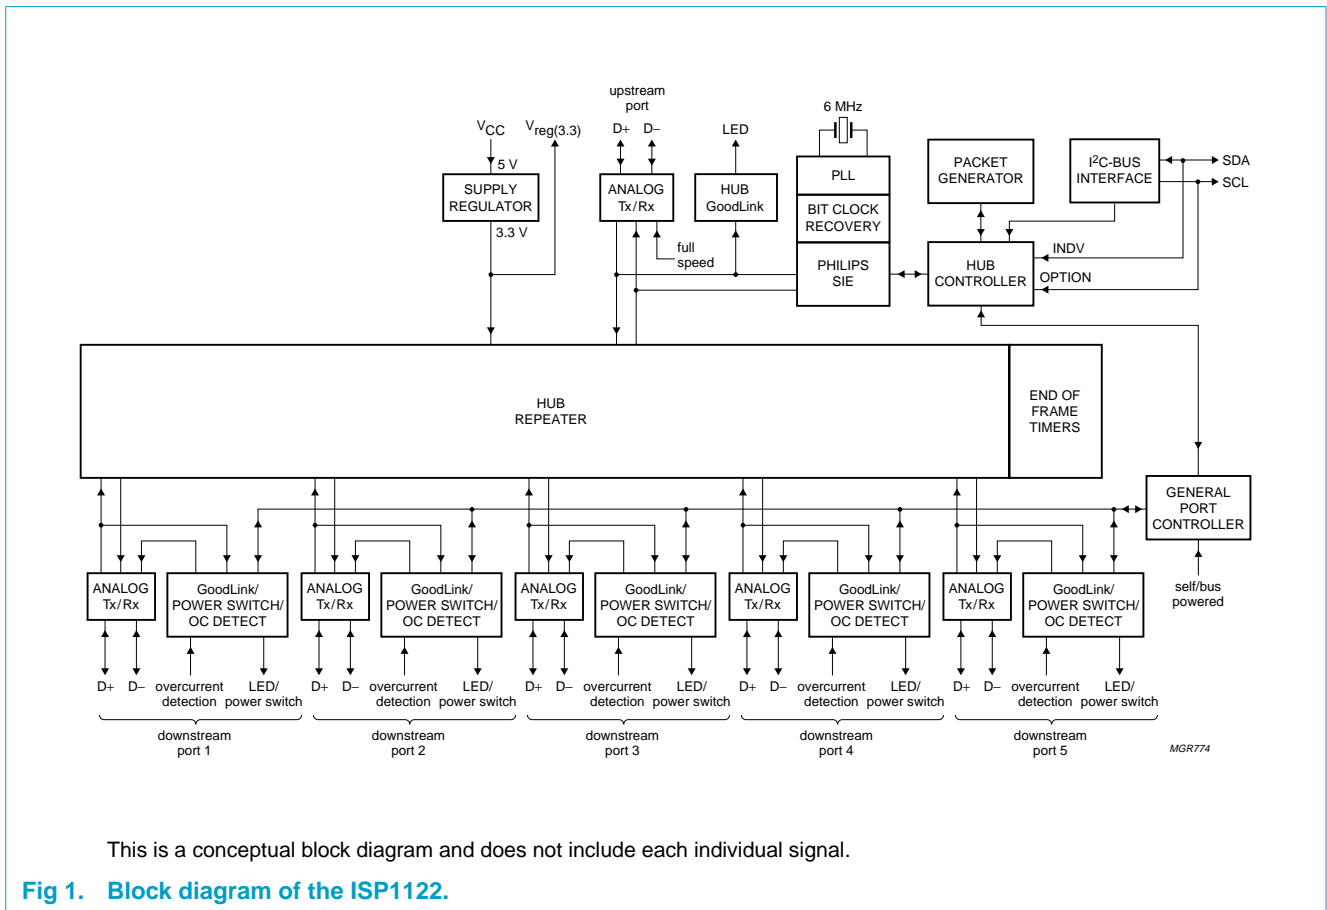 upstream
port
6 MHz
VCC
Vreg(3.3)
D+ D−
LED
5 V
SUPPLY
REGULATOR
3.3 V
ANALOG
Tx/Rx
HUB
GoodLink
full
speed
PLL
BIT CLOCK
RECOVERY
PHILIPS
SIE
PACKET
GENERATOR
I²C-BUS
INTERFACE
SDA
SCL
HUB
CONTROLLER
INDV
OPTION
HUB
REPEATER
END OF
FRAME
TIMERS
GENERAL
PORT
CONTROLLER
self/bus
powered
ANALOG
Tx/Rx
GoodLink/
POWER SWITCH/
OC DETECT
D+ D−
overcurrent
detection
LED/
power switch
downstream
port 1
ANALOG
Tx/Rx
GoodLink/
POWER SWITCH/
OC DETECT
D+ D−
overcurrent
detection
LED/
power switch
downstream
port 2
ANALOG
Tx/Rx
GoodLink/
POWER SWITCH/
OC DETECT
D+ D−
overcurrent
detection
LED/
power switch
downstream
port 3
ANALOG
Tx/Rx
GoodLink/
POWER SWITCH/
OC DETECT
D+ D−
overcurrent
detection
LED/
power switch
downstream
port 4
ANALOG
Tx/Rx
GoodLink/
POWER SWITCH/
OC DETECT
D+ D−
overcurrent
detection
LED/
power switch
downstream
port 5
MGR774
This is a conceptual block diagram and does not include each individual signal.
Fig 1. Block diagram of the ISP1122.